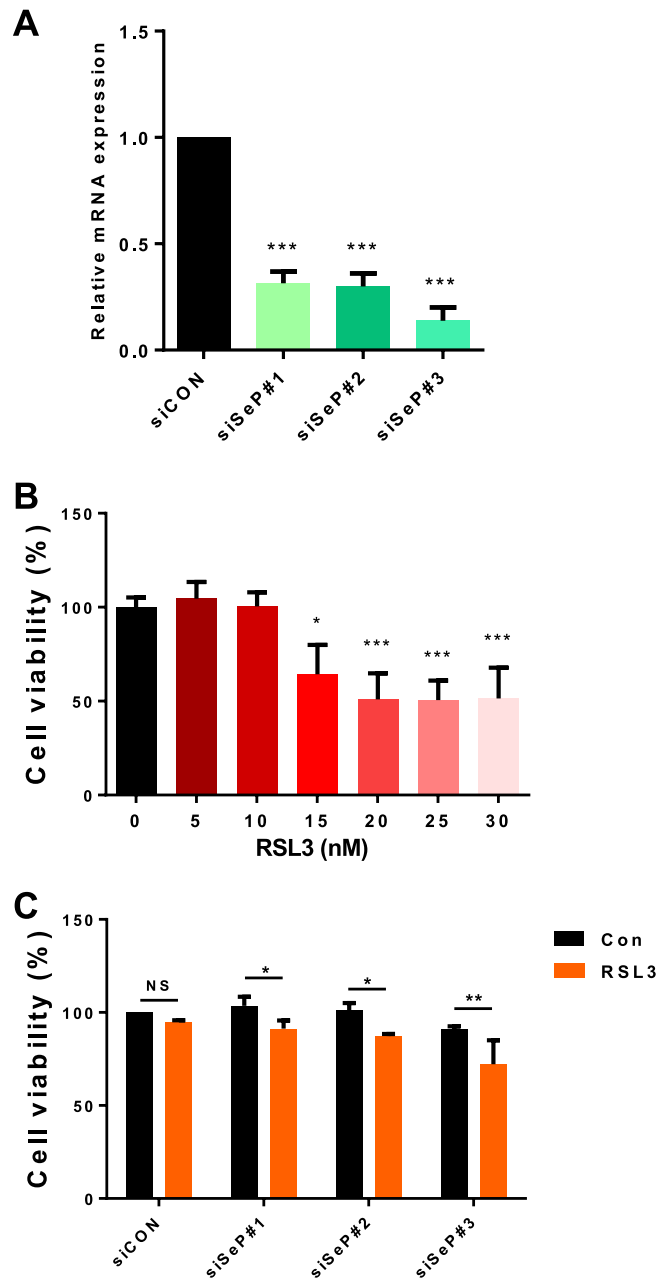 A
Relative mRNA expression
1.5
1.0
0.5
0.0
***
***
***
siCON
siSeP#1
siSeP#2
siSeP#3
B
Cell viability (%)
150
100
50
0
*
***
***
***
0 5 10 15 20 25 30
RSL3 (nM)
C
Cell viability (%)
150
100
50
0
NS
*
*
**
Con
RSL3
siCON
siSeP#1
siSeP#2
siSeP#3